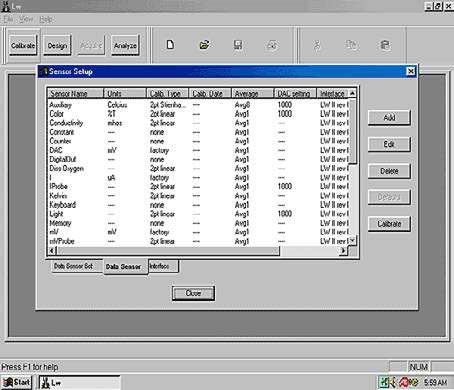 Lw
File View Help
Calibrate Design Acquire Analyze
Sensor Setup
Sensor Name Units Calib. Type Calib. Date Average DAC setting Interface
Auxiliary Celcius 2pt Steinho... ---- Avg8 1000 LW II rev I
Color %T 2pt linear ---- Avg1 1000 LW II rev I
Conductivity mhos 2pt linear ---- Avg1 ---- LW II rev I
Constant ---- none ---- Avg1 ---- LW II rev I
Counter ---- none ---- Avg1 ---- LW II rev I
DAC mV factory ---- Avg1 ---- LW II rev I
DigitalOut ---- none ---- Avg1 ---- LW II rev I
Diss Oxygen ---- 2pt linear ---- Avg1 ---- LW II rev I
I uA factory ---- Avg1 ---- LW II rev I
IProbe ---- 2pt linear ---- Avg1 1000 LW II rev I
Kelvin ---- 2pt linear ---- Avg1 ---- LW II rev I
Keyboard ---- none ---- Avg1 ---- LW II rev I
Light ---- 2pt linear ---- Avg1 1000 LW II rev I
Memory ---- none ---- Avg1 ---- LW II rev I
mV mV factory ---- Avg1 ---- LW II rev I
mVProbe ---- 2pt linear ---- Avg1 ---- LW II rev I
Add
Edit
Delete
Defaults
Calibrate
Data Sensor Set Data Sensor Interface
Close
Press F1 for help NUM
Start Lw 5:59 AM